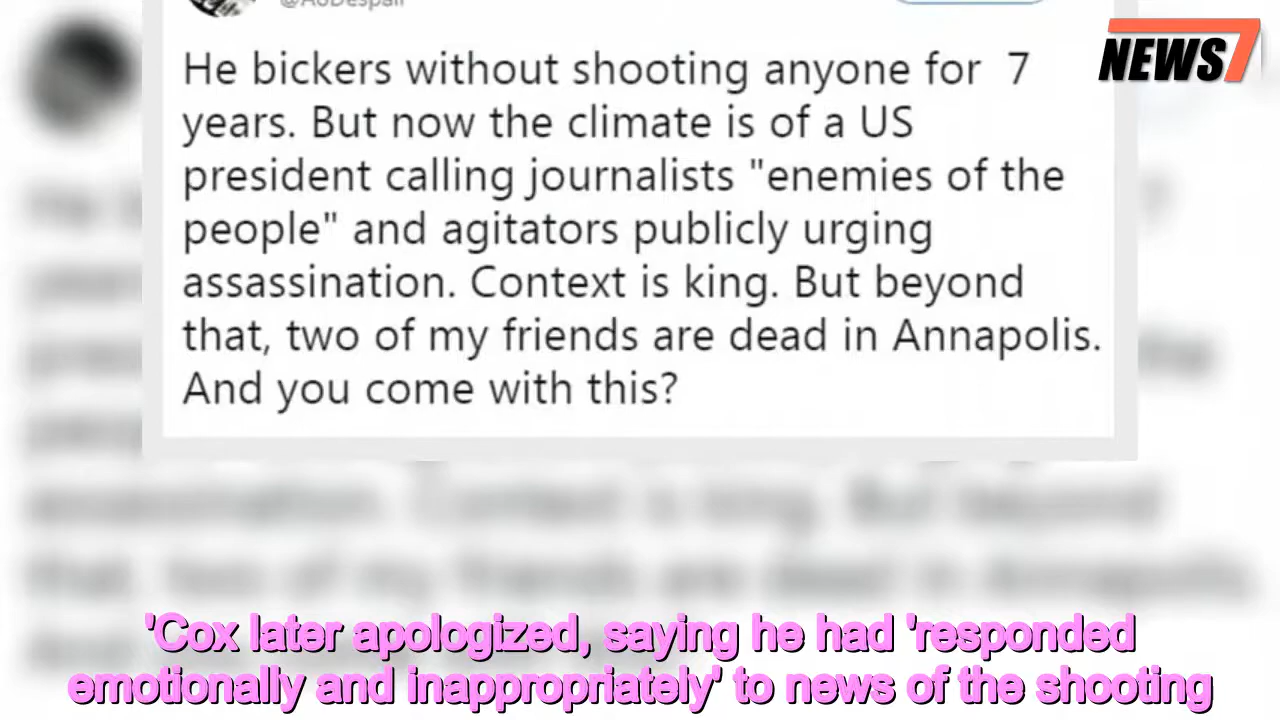 @AoDespair
NEWS7
He bickers without shooting anyone for 7
years. But now the climate is of a US
president calling journalists "enemies of the
people" and agitators publicly urging
assassination. Context is king. But beyond
that, two of my friends are dead in Annapolis.
And you come with this?
'Cox later apologized, saying he had 'responded
emotionally and inappropriately' to news of the shooting